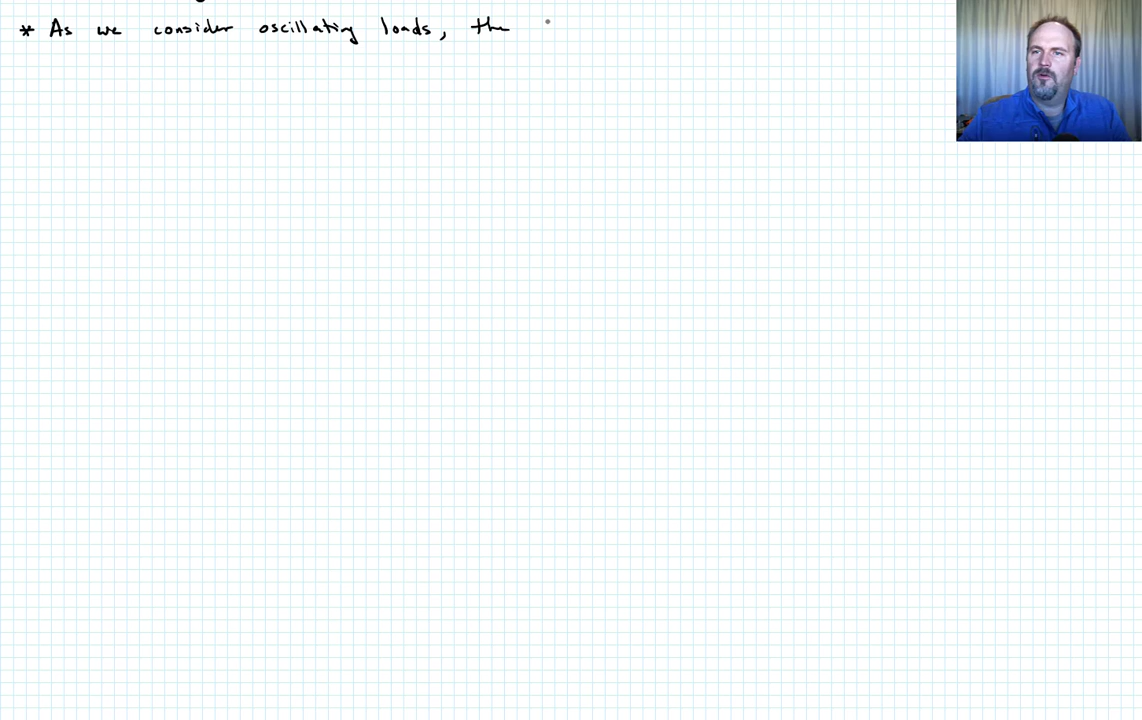 * As we consider oscillating loads, the